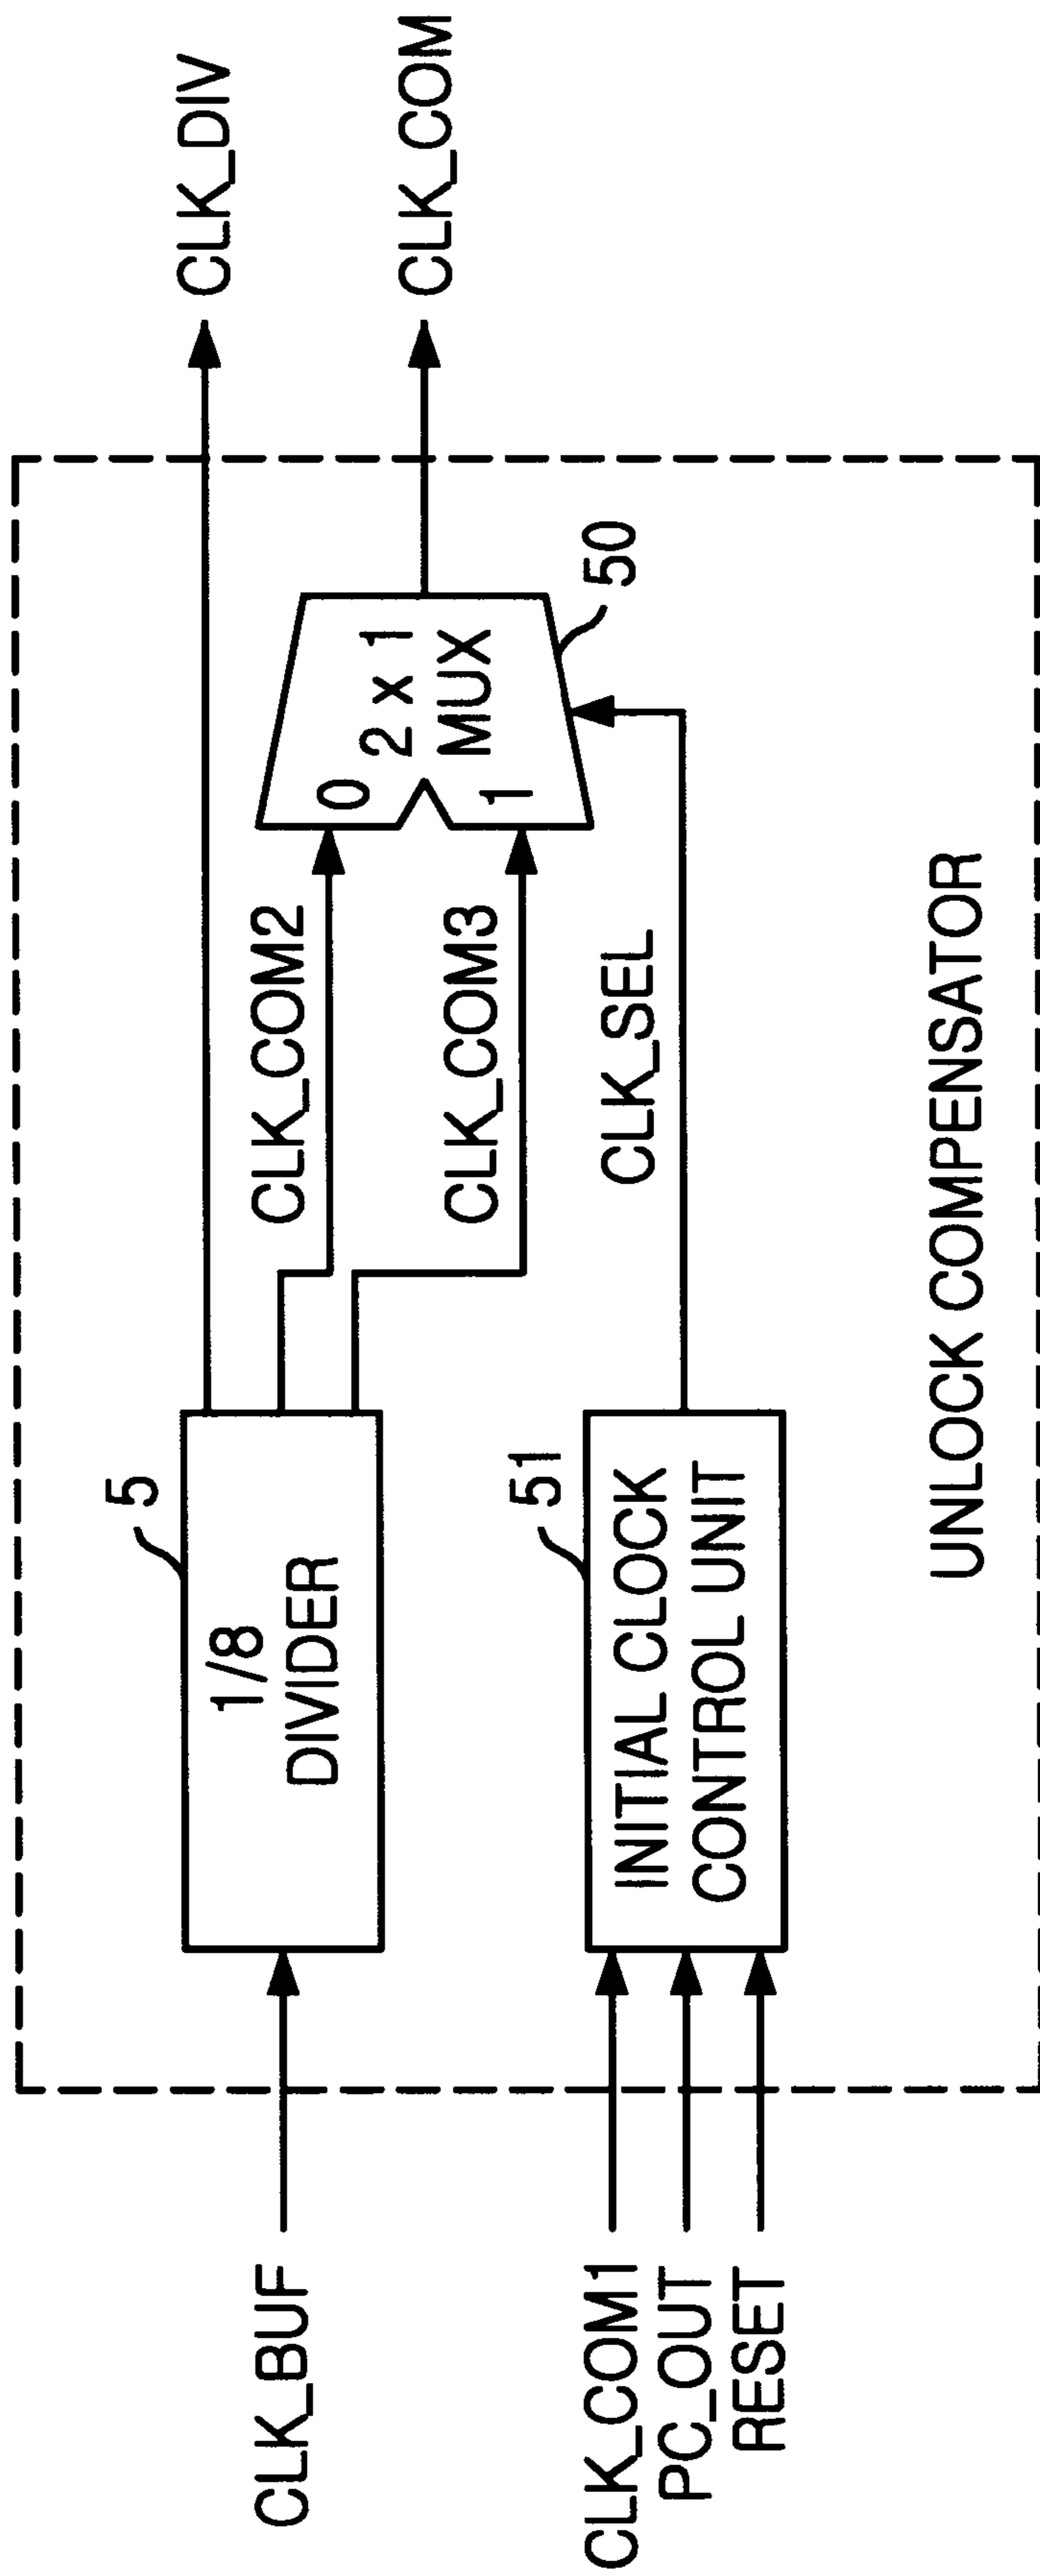 CLK_BUF
CLK_COM1
PC_OUT
RESET
5
1/8
DIVIDER
51
INITIAL CLOCK
CONTROL UNIT
CLK_COM2
CLK_COM3
CLK_SEL
0
1
2 x 1
MUX
50
CLK_DIV
CLK_COM
UNLOCK COMPENSATOR